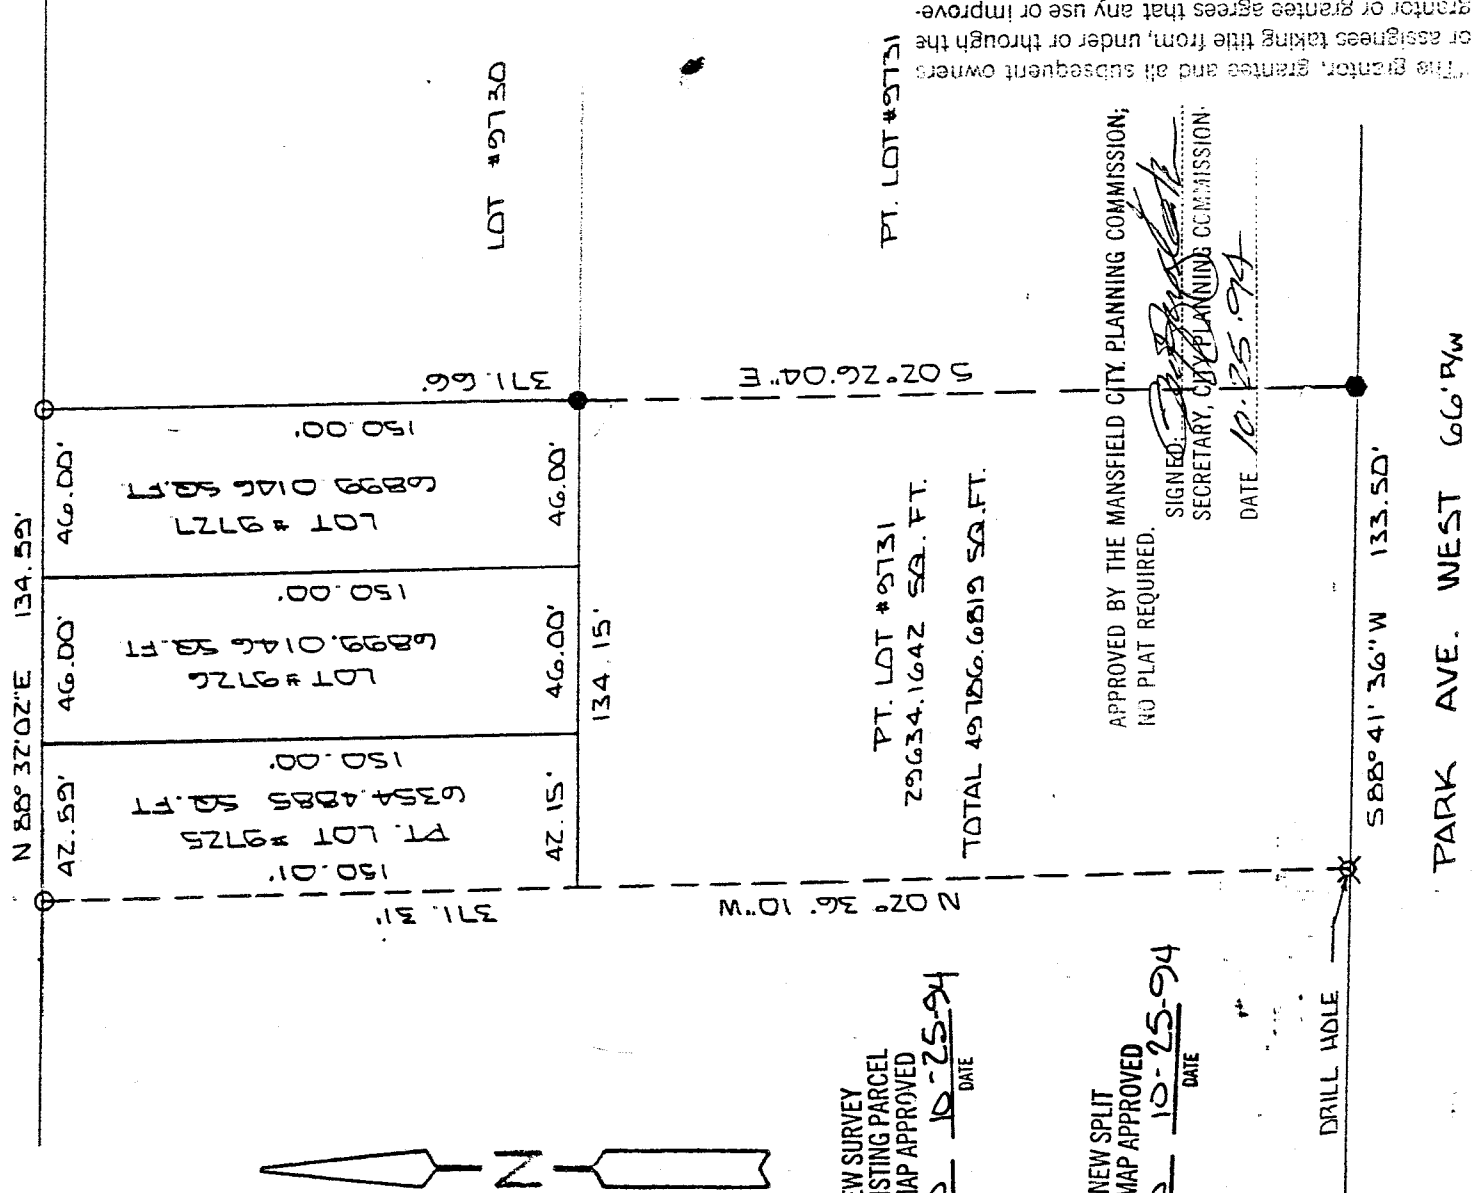 N 88° 32' 02" E 134.59'
42.59'
46.00'
46.00'
150.01'
PT. LOT #9725
6354.4885 SQ.FT
150.00'
LOT #9726
6899.0146 SQ.FT
150.00'
LOT #9727
6899.0146 SQ.FT
150.00'
42.15'
46.00'
46.00'
134.15'
371.31'
N 02° 36' 10" W
371.66'
S 02° 26' 04" E
LOT #9730
PT. LOT #9731
PT. LOT #9731
29634.1642 SQ. FT.
TOTAL 49786.6819 SQ.FT.
APPROVED BY THE MANSFIELD CITY PLANNING COMMISSION;
NO PLAT REQUIRED.
SIGNED:
SECRETARY, CITY PLANNING COMMISSION
DATE 10.25.94
"The grantor, grantee and all subsequent owners
or assignees taking title from, under or through the
grantor or grantee agrees that any use or improve-
EW SURVEY
ISTING PARCEL
MAP APPROVED
10-25-94
DATE
NEW SPLIT
MAP APPROVED
10-25-94
DATE
N
DRILL HOLE
S 88° 41' 36" W 133.50'
PARK AVE. WEST 66' R/W